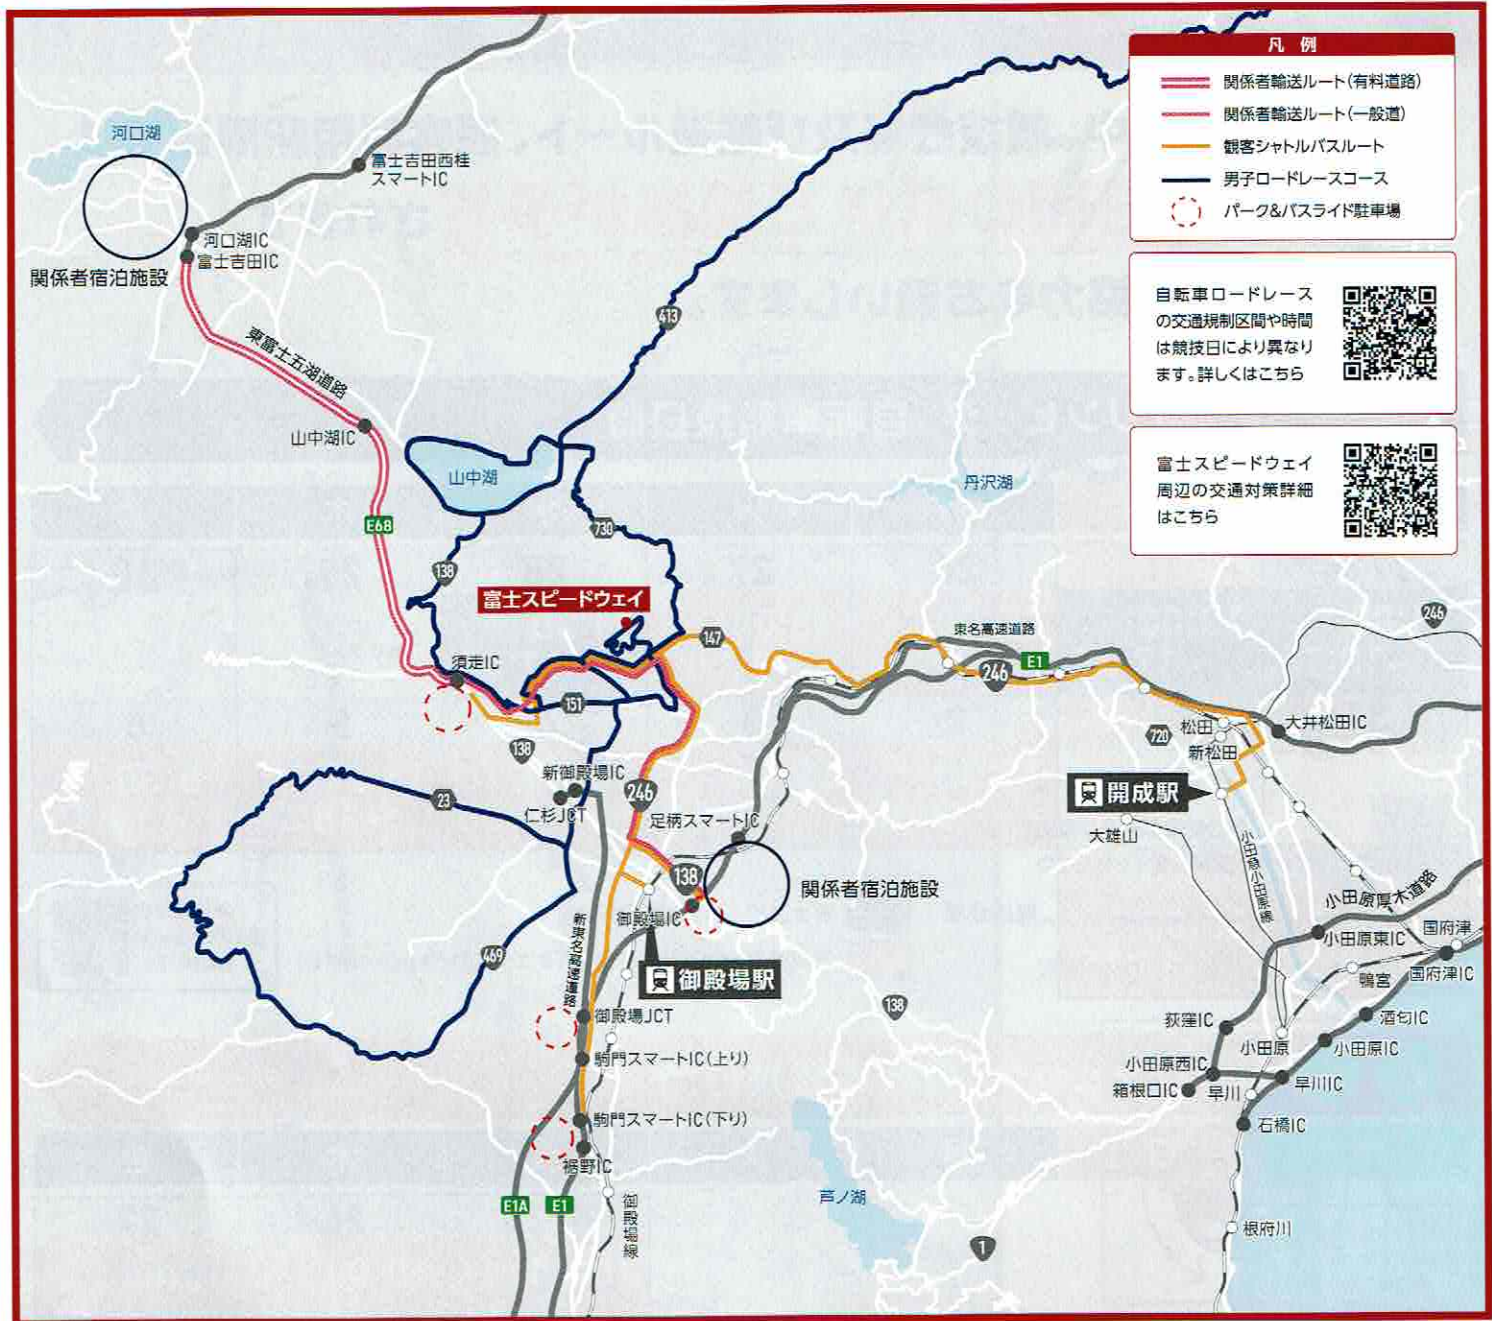 凡 例
関係者輸送ルート(有料道路)
関係者輸送ルート(一般道)
観客シャトルバスルート
男子ロードレースコース
パーク&バスライド駐車場
自転車ロードレース
の交通規制区間や時間
は競技日により異なり
ます。詳しくはこちら
富士スピードウェイ
周辺の交通対策詳細
はこちら
河口湖
富士吉田西桂
スマートIC
河口湖IC
富士吉田IC
関係者宿泊施設
東富士五湖道路
413
山中湖IC
山中湖
丹沢湖
E68
730
138
富士スピードウェイ
147
東名高速道路
E1
246
246
須走IC
151
138
720
松田
新松田
大井松田IC
新御殿場IC
仁杉JCT
23
246
足柄スマートIC
開成駅
大雄山
小田急小田原線
138
関係者宿泊施設
小田原厚木道路
御殿場IC
新東名高速道路
469
御殿場駅
小田原東IC
国府津
国府津IC
鴨宮
138
御殿場JCT
荻窪IC
酒匂IC
小田原
小田原IC
駒門スマートIC(上り)
小田原西IC
箱根口IC
早川
早川IC
駒門スマートIC(下り)
石橋IC
裾野IC
E1A
E1
御殿場線
芦ノ湖
1
根府川